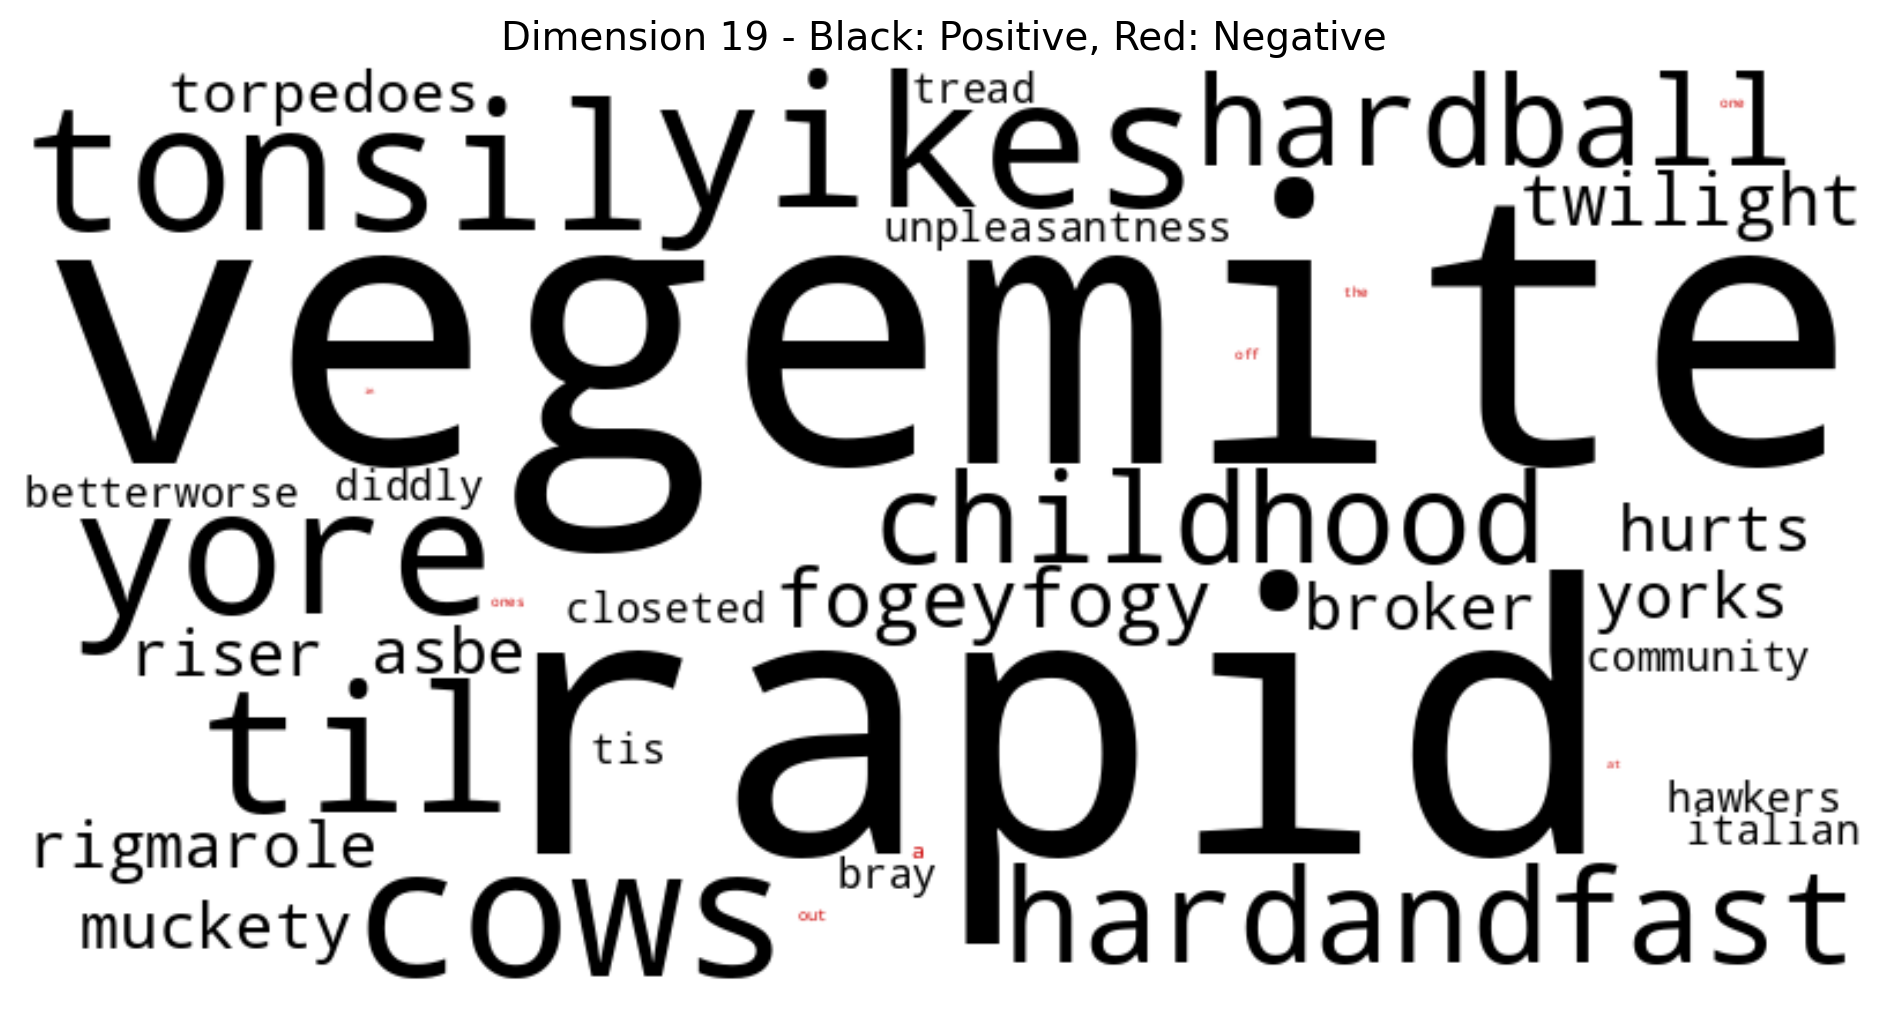 Dimension 19 - Black: Positive, Red: Negative
torpedoes
tread
one
tonsil
yikes
hardball
twilight
unpleasantness
vegemite
the
off
betterworse
diddly
yore
childhood
hurts
ones
closeted
fogeyfogy
broker
yorks
riser
asbe
community
til
rapid
tis
at
hawkers
italian
rigmarole
a
bray
muckety
cows
out
hardandfast